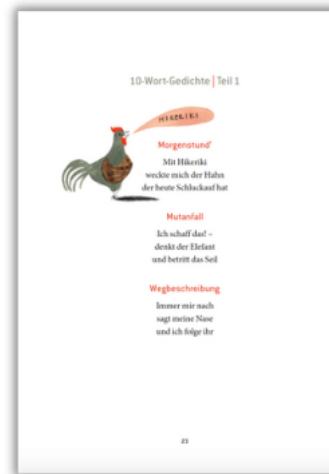 10-Wort-Gedichte | Teil 1
HIKERIKI
Morgenstund'
Mit Hikeriki
weckte mich der Hahn
der heute Schluckauf hat
Mutanfall
Ich schaff das! –
denkt der Elefant
und betritt das Seil
Wegbeschreibung
Immer mir nach
sagt meine Nase
und ich folge ihr
21